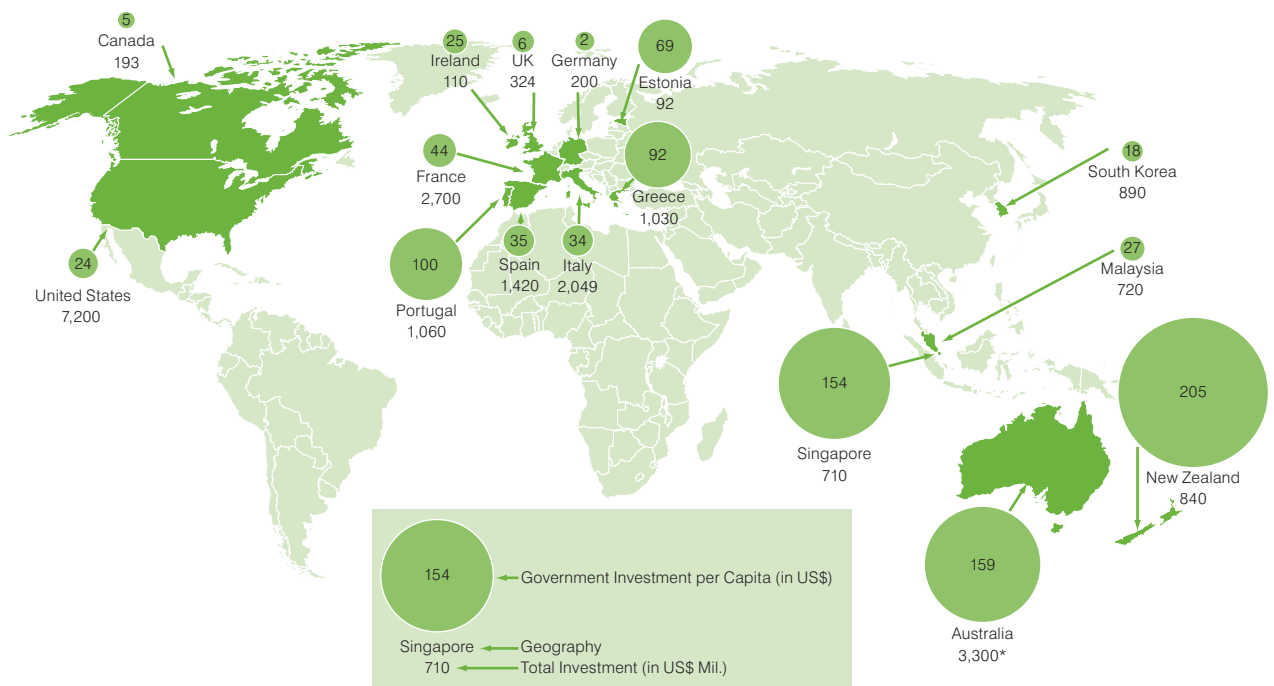 5
Canada
193
25
Ireland
110
6
UK
324
2
Germany
200
69
Estonia
92
44
France
2,700
92
Greece
1,030
18
South Korea
890
24
United States
7,200
100
Portugal
1,060
35
Spain
1,420
34
Italy
2,049
27
Malaysia
720
154
Singapore
710
205
New Zealand
840
159
Australia
3,300*
154
Government Investment per Capita (in US$)
Singapore
Geography
710
Total Investment (in US$ Mil.)